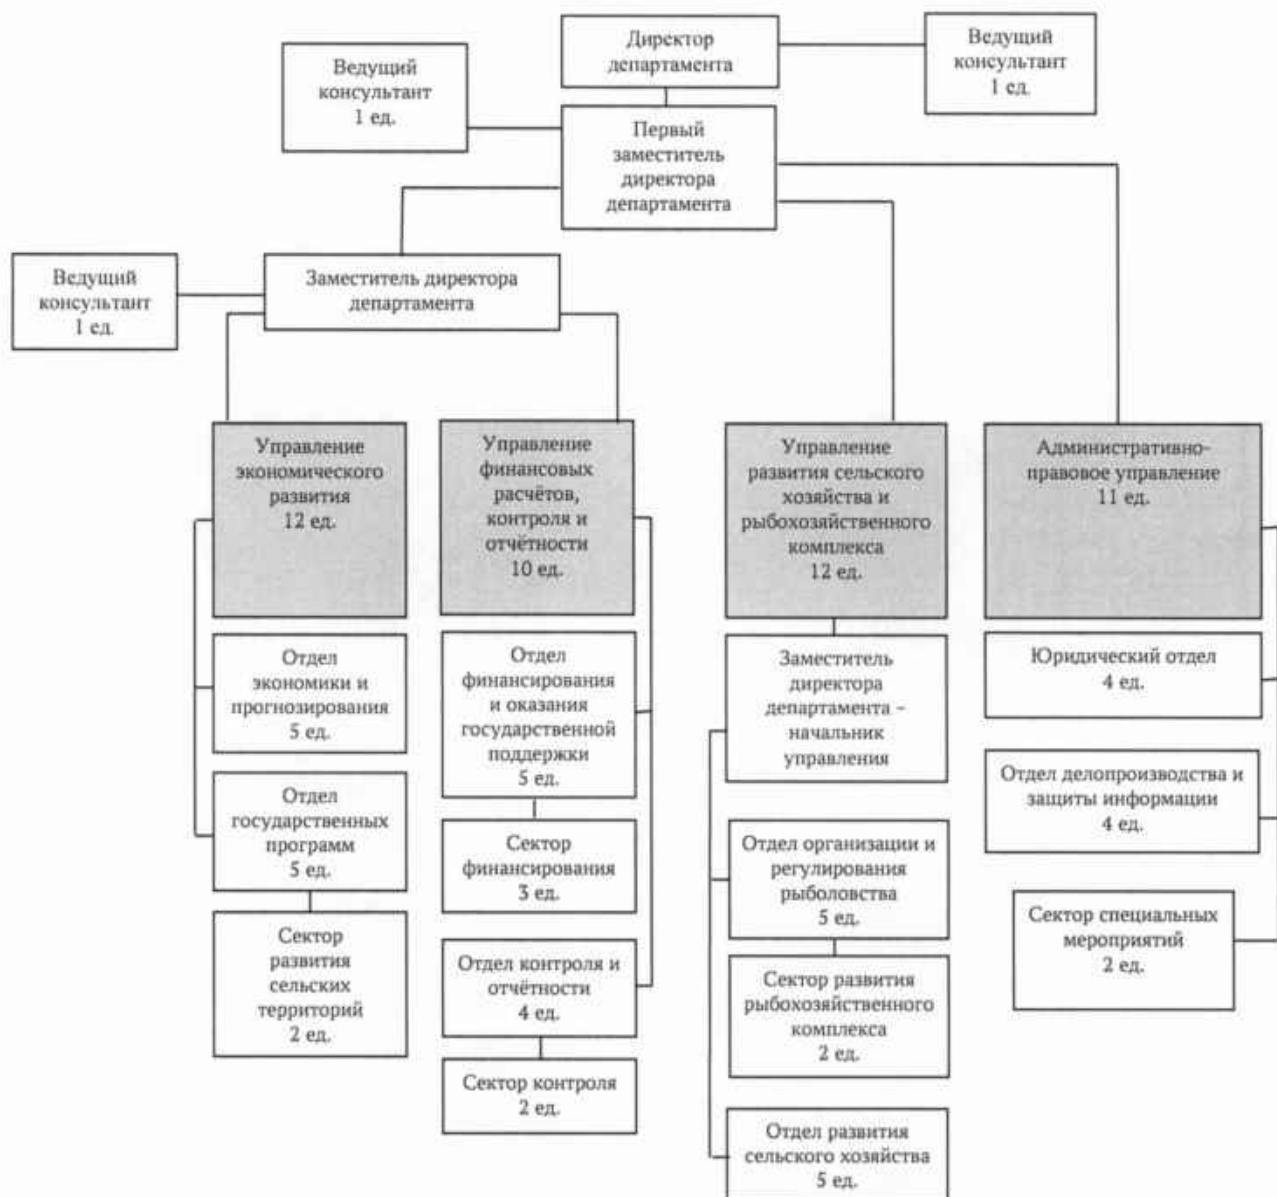 Директор
департамента
Ведущий
консультант
1 ед.
Ведущий
консультант
1 ед.
Первый
заместитель
директора
департамента
Ведущий
консультант
1 ед.
Заместитель директора
департамента
Управление
экономического
развития
12 ед.
Управление
финансовых
расчётов,
контроля и
отчётности
10 ед.
Управление
развития сельского
хозяйства и
рыбохозяйственного
комплекса
12 ед.
Административно-
правовое управление
11 ед.
Отдел
экономики и
прогнозирования
5 ед.
Отдел
государственных
программ
5 ед.
Сектор
развития
сельских
территорий
2 ед.
Отдел
финансирования
и оказания
государственной
поддержки
5 ед.
Сектор
финансирования
3 ед.
Отдел контроля и
отчётности
4 ед.
Сектор контроля
2 ед.
Заместитель
директора
департамента –
начальник
управления
Отдел организации и
регулирования
рыболовства
5 ед.
Сектор развития
рыбохозяйственного
комплекса
2 ед.
Отдел развития
сельского хозяйства
5 ед.
Юридический отдел
4 ед.
Отдел делопроизводства и
защиты информации
4 ед.
Сектор специальных
мероприятий
2 ед.